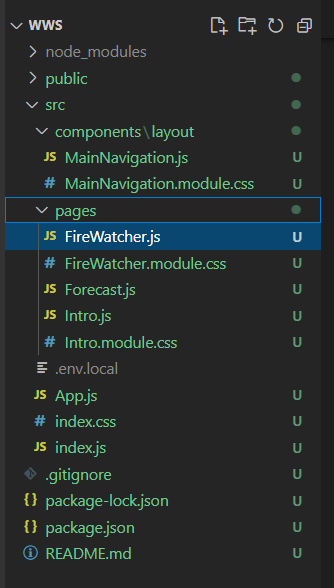 WWS
node_modules
public
src
components\layout
JS MainNavigation.js U
# MainNavigation.module.css U
pages
JS FireWatcher.js U
# FireWatcher.module.css U
JS Forecast.js U
JS Intro.js U
# Intro.module.css U
.env.local
JS App.js U
# index.css U
JS index.js U
.gitignore U
{} package-lock.json U
{} package.json U
README.md U